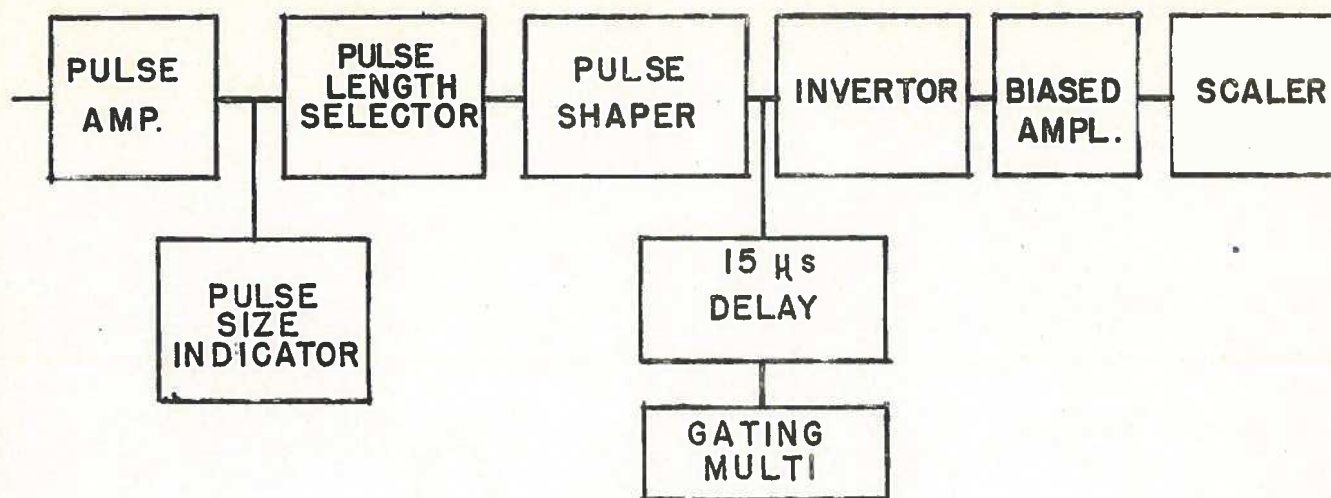 PULSE
AMP.
PULSE
LENGTH
SELECTOR
PULSE
SHAPER
INVERTOR
BIASED
AMPL.
SCALER
PULSE
SIZE
INDICATOR
15 μs
DELAY
GATING
MULTI